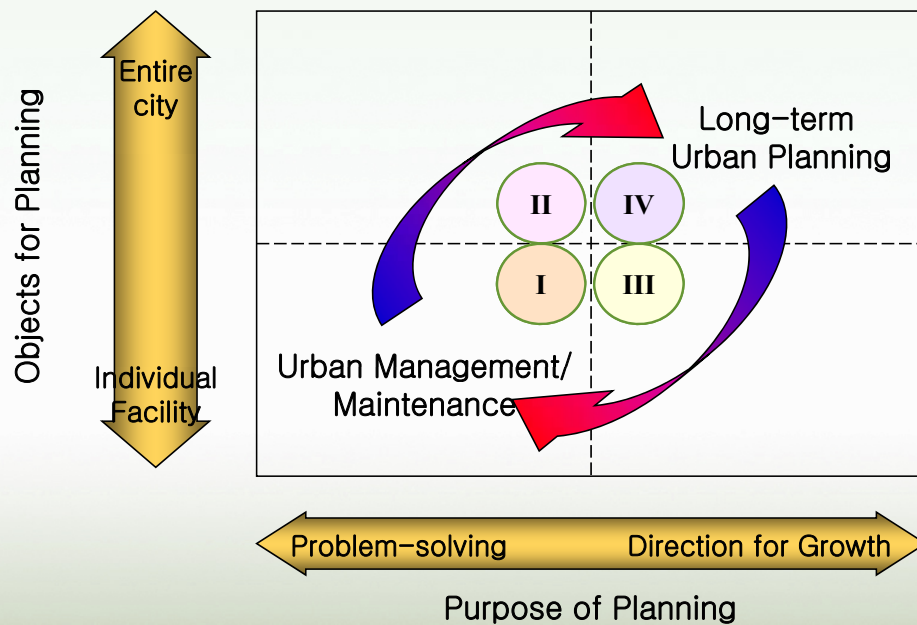 Objects for Planning
Entire
city
Individual
Facility
Long-term
Urban Planning
II
IV
I
III
Urban Management/
Maintenance
Problem-solving
Direction for Growth
Purpose of Planning